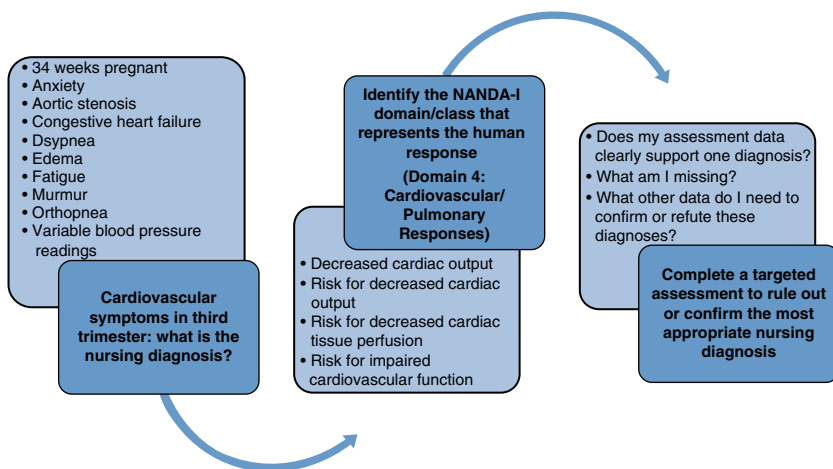 • 34 weeks pregnant
• Anxiety
• Aortic stenosis
• Congestive heart failure
• Dsypnea
• Edema
• Fatigue
• Murmur
• Orthopnea
• Variable blood pressure
readings
Cardiovascular
symptoms in third
trimester: what is the
nursing diagnosis?
Identify the NANDA-I
domain/class that
represents the human
response
(Domain 4:
Cardiovascular/
Pulmonary
Responses)
• Decreased cardiac output
• Risk for decreased cardiac
output
• Risk for decreased cardiac
tissue perfusion
• Risk for impaired
cardiovascular function
• Does my assessment data
clearly support one diagnosis?
• What am I missing?
• What other data do I need to
confirm or refute these
diagnoses?
Complete a targeted
assessment to rule out
or confirm the most
appropriate nursing
diagnosis